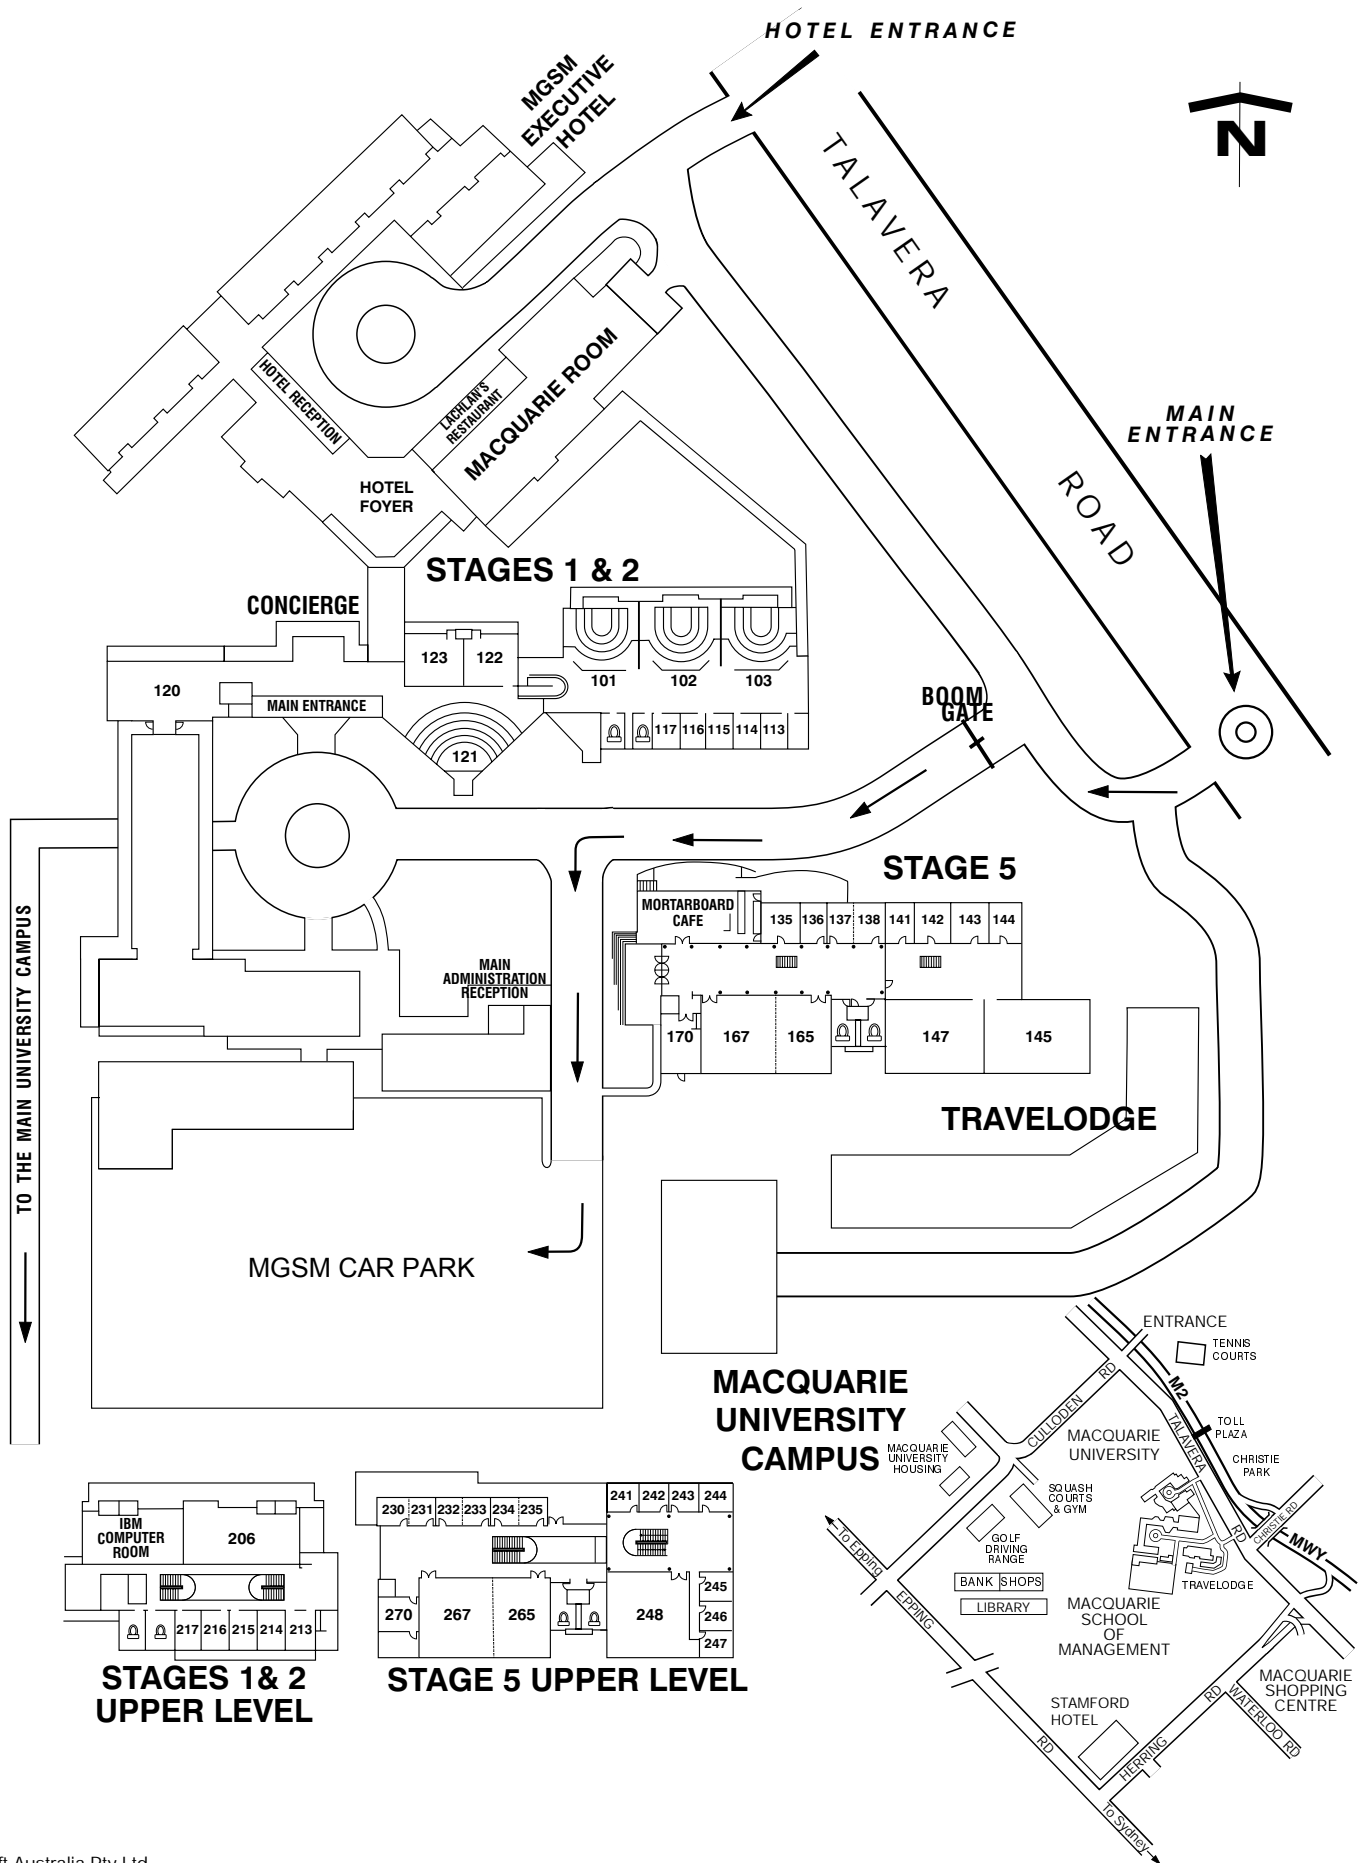 HOTEL ENTRANCE
MGSM
EXECUTIVE
HOTEL
N
TALAVERA
ROAD
MAIN
ENTRANCE
HOTEL RECEPTION
LACHLAN'S
RESTAURANT
MACQUARIE ROOM
HOTEL
FOYER
STAGES 1 & 2
CONCIERGE
123
122
101
102
103
120
MAIN ENTRANCE
121
117
116
115
114
113
BOOM
GATE
STAGE 5
MORTARBOARD
CAFE
135
136
137
138
141
142
143
144
MAIN
ADMINISTRATION
RECEPTION
170
167
165
147
145
TO THE MAIN UNIVERSITY CAMPUS
TRAVELODGE
MGSM CAR PARK
MACQUARIE
UNIVERSITY
CAMPUS
ENTRANCE
TENNIS
COURTS
M2
CULLODEN
RD
TALAVERA
RD
TOLL
PLAZA
MACQUARIE
UNIVERSITY
CHRISTIE
PARK
MACQUARIE
UNIVERSITY
HOUSING
SQUASH
COURTS
& GYM
GOLF
DRIVING
RANGE
CHRISTIE RD
MWY
To Epping
BANK
SHOPS
LIBRARY
TRAVELODGE
EPPING
RD
MACQUARIE
SCHOOL
OF
MANAGEMENT
MACQUARIE
SHOPPING
CENTRE
STAMFORD
HOTEL
HERRING
RD
WATERLOO RD
To Sydney
IBM
COMPUTER
ROOM
206
217
216
215
214
213
STAGES 1& 2
UPPER LEVEL
230
231
232
233
234
235
241
242
243
244
270
267
265
248
245
246
247
STAGE 5 UPPER LEVEL
Australia Pty Ltd